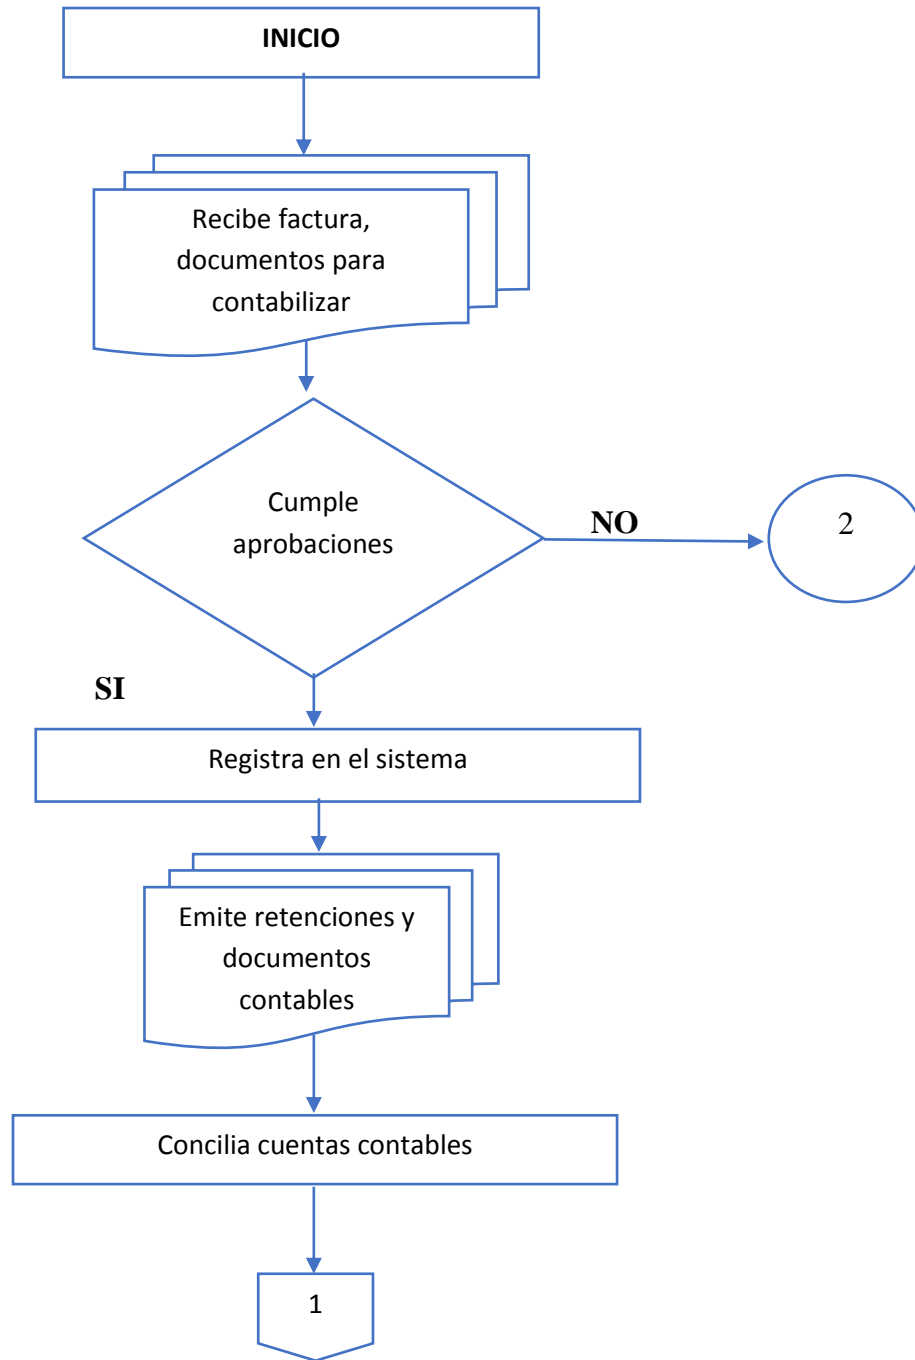 INICIO
Recibe factura,
documentos para
contabilizar
Cumple
aprobaciones
NO
2
SI
Registra en el sistema
Emite retenciones y
documentos
contables
Concilia cuentas contables
1